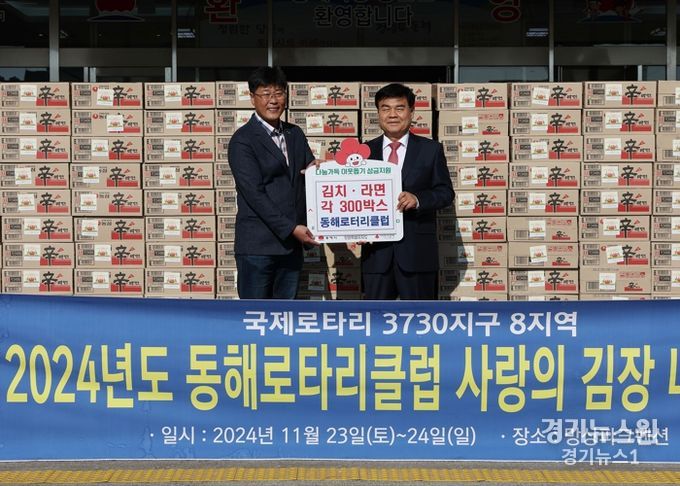 환 영
환영합니다
나눔가득 이웃돕기 성금지원
김치 · 라면
각 300박스
동해로터리클럽
辛 라면
국제로타리 3730지구 8지역
2024년도 동해로타리클럽 사랑의 김장
· 일시 : 2024년 11월 23일(토)~24일(일) · 장소
경기뉴스원
경기뉴스1